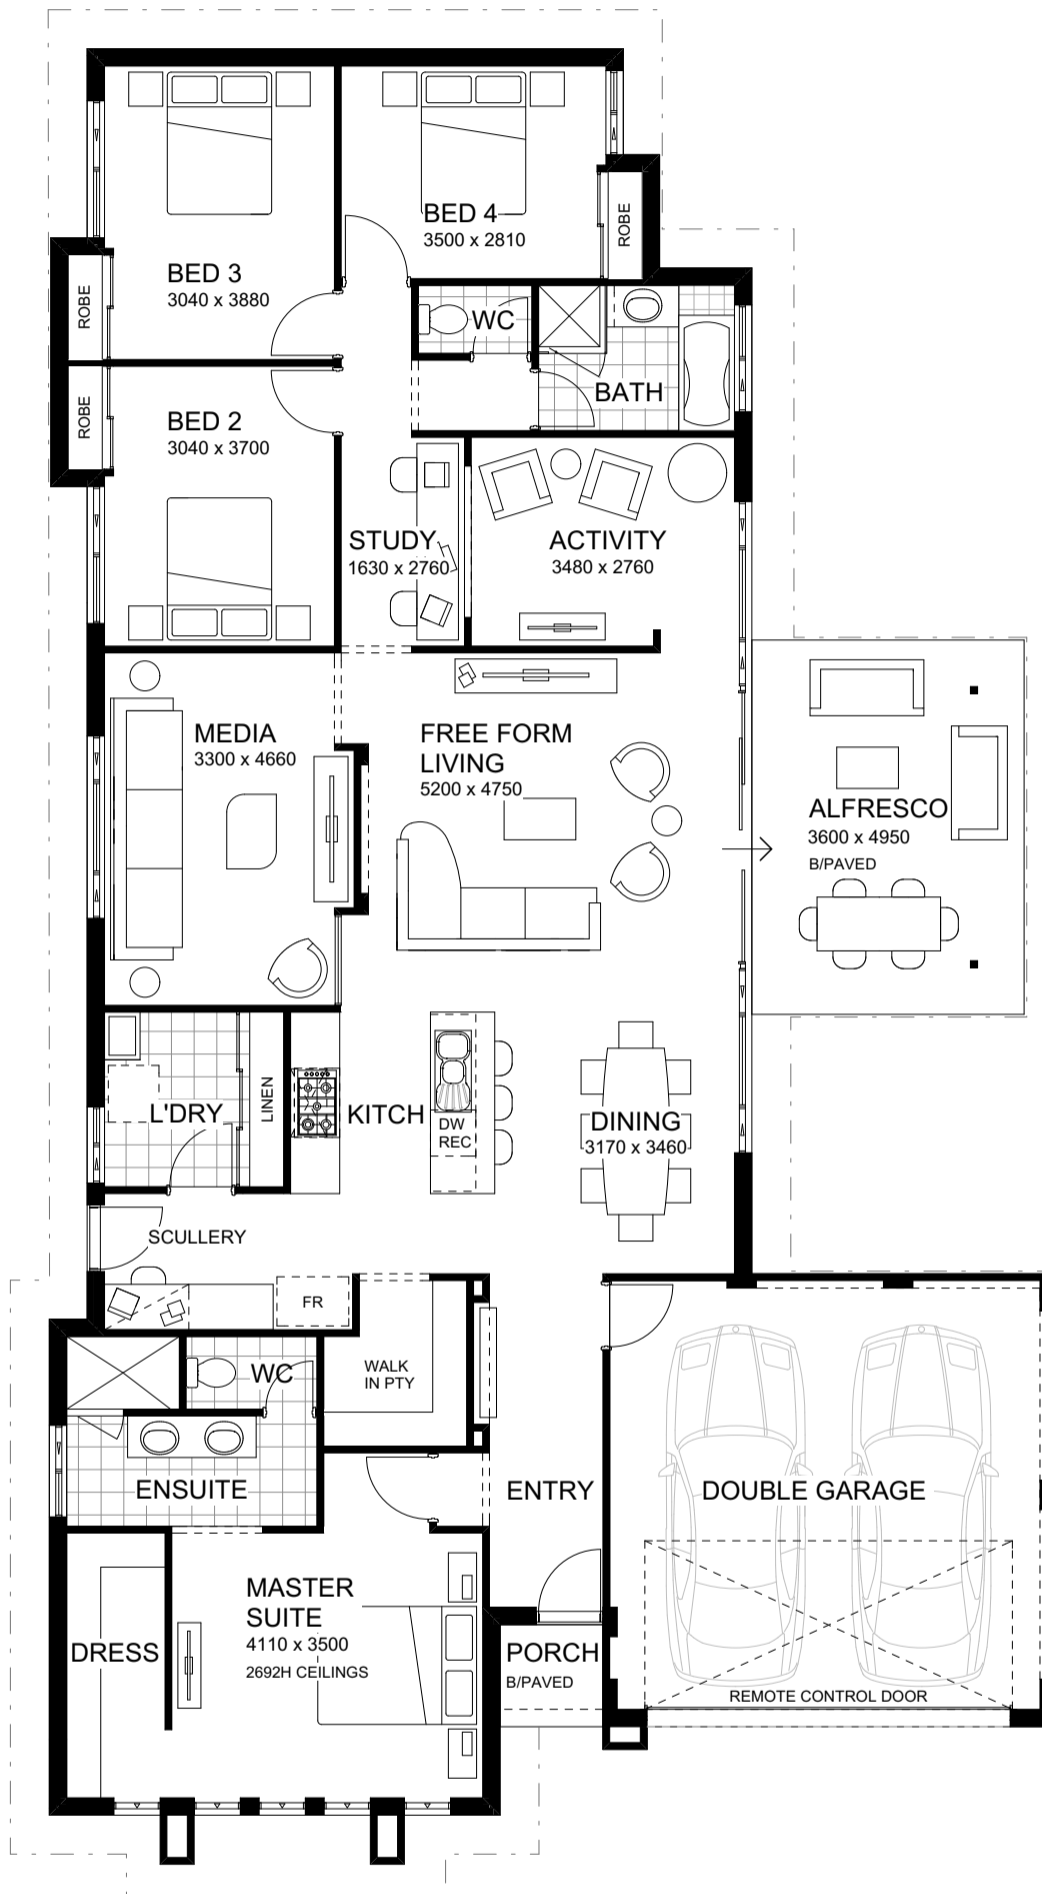 BED 4
3500 x 2810
ROBE
BED 3
3040 x 3880
ROBE
WC
BATH
ROBE
BED 2
3040 x 3700
STUDY
1630 x 2760
ACTIVITY
3480 x 2760
MEDIA
3300 x 4660
FREE FORM
LIVING
5200 x 4750
ALFRESCO
3600 x 4950
B/PAVED
L'DRY
LINEN
KITCH
DW
REC
DINING
3170 x 3460
SCULLERY
FR
WC
WALK
IN PTY
ENSUITE
ENTRY
DOUBLE GARAGE
MASTER
SUITE
4110 x 3500
2692H CEILINGS
DRESS
PORCH
B/PAVED
REMOTE CONTROL DOOR